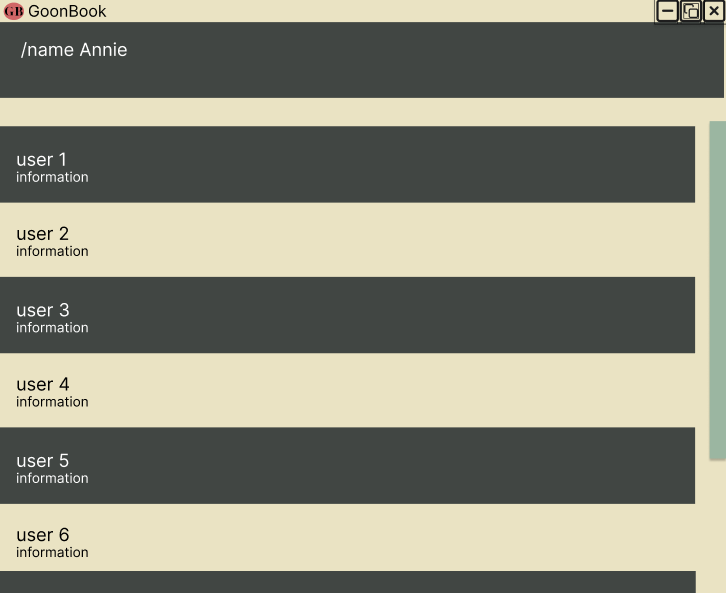 GB GoonBook
/name Annie
user 1
information
user 2
information
user 3
information
user 4
information
user 5
information
user 6
information